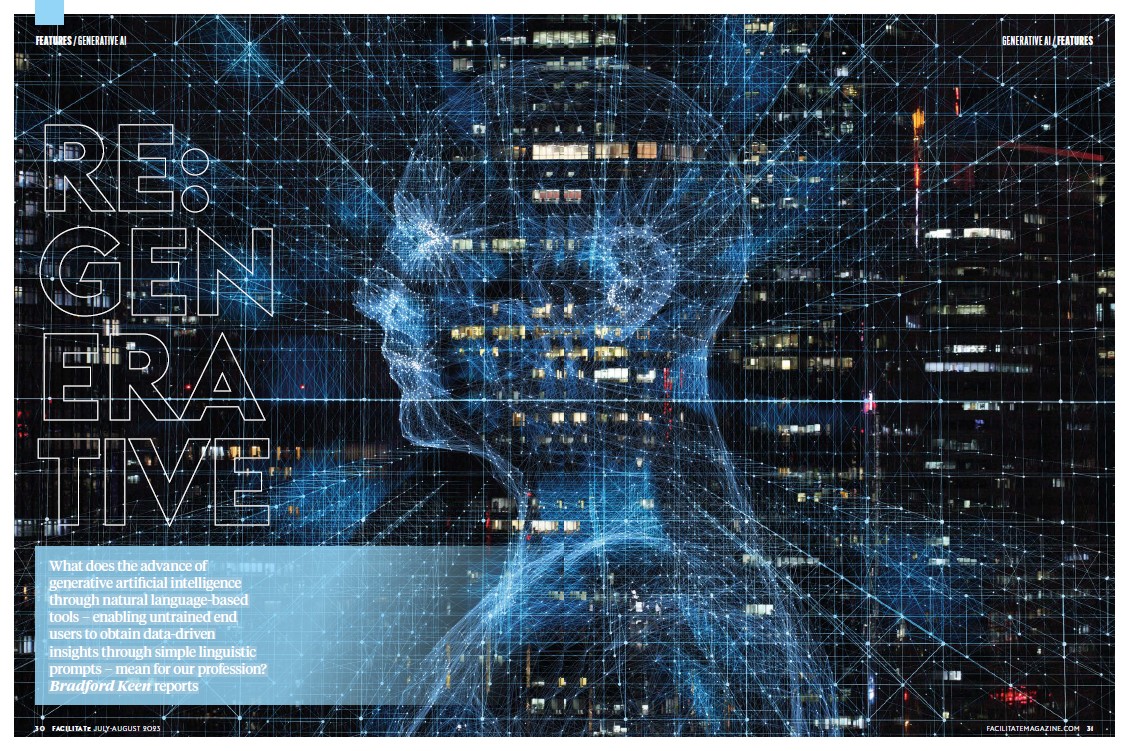 FEATURES / GENERATIVE AI
GENERATIVE AI / FEATURES
RE:
GEN
ERA
TIVE
What does the advance of
generative artificial intelligence
through natural language-based
tools – enabling untrained end
users to obtain data-driven
insights through simple linguistic
prompts – mean for our profession?
Bradford Keen reports
30 FACILITATE JULY-AUGUST 2023
FACILITATEMAGAZINE.COM 31